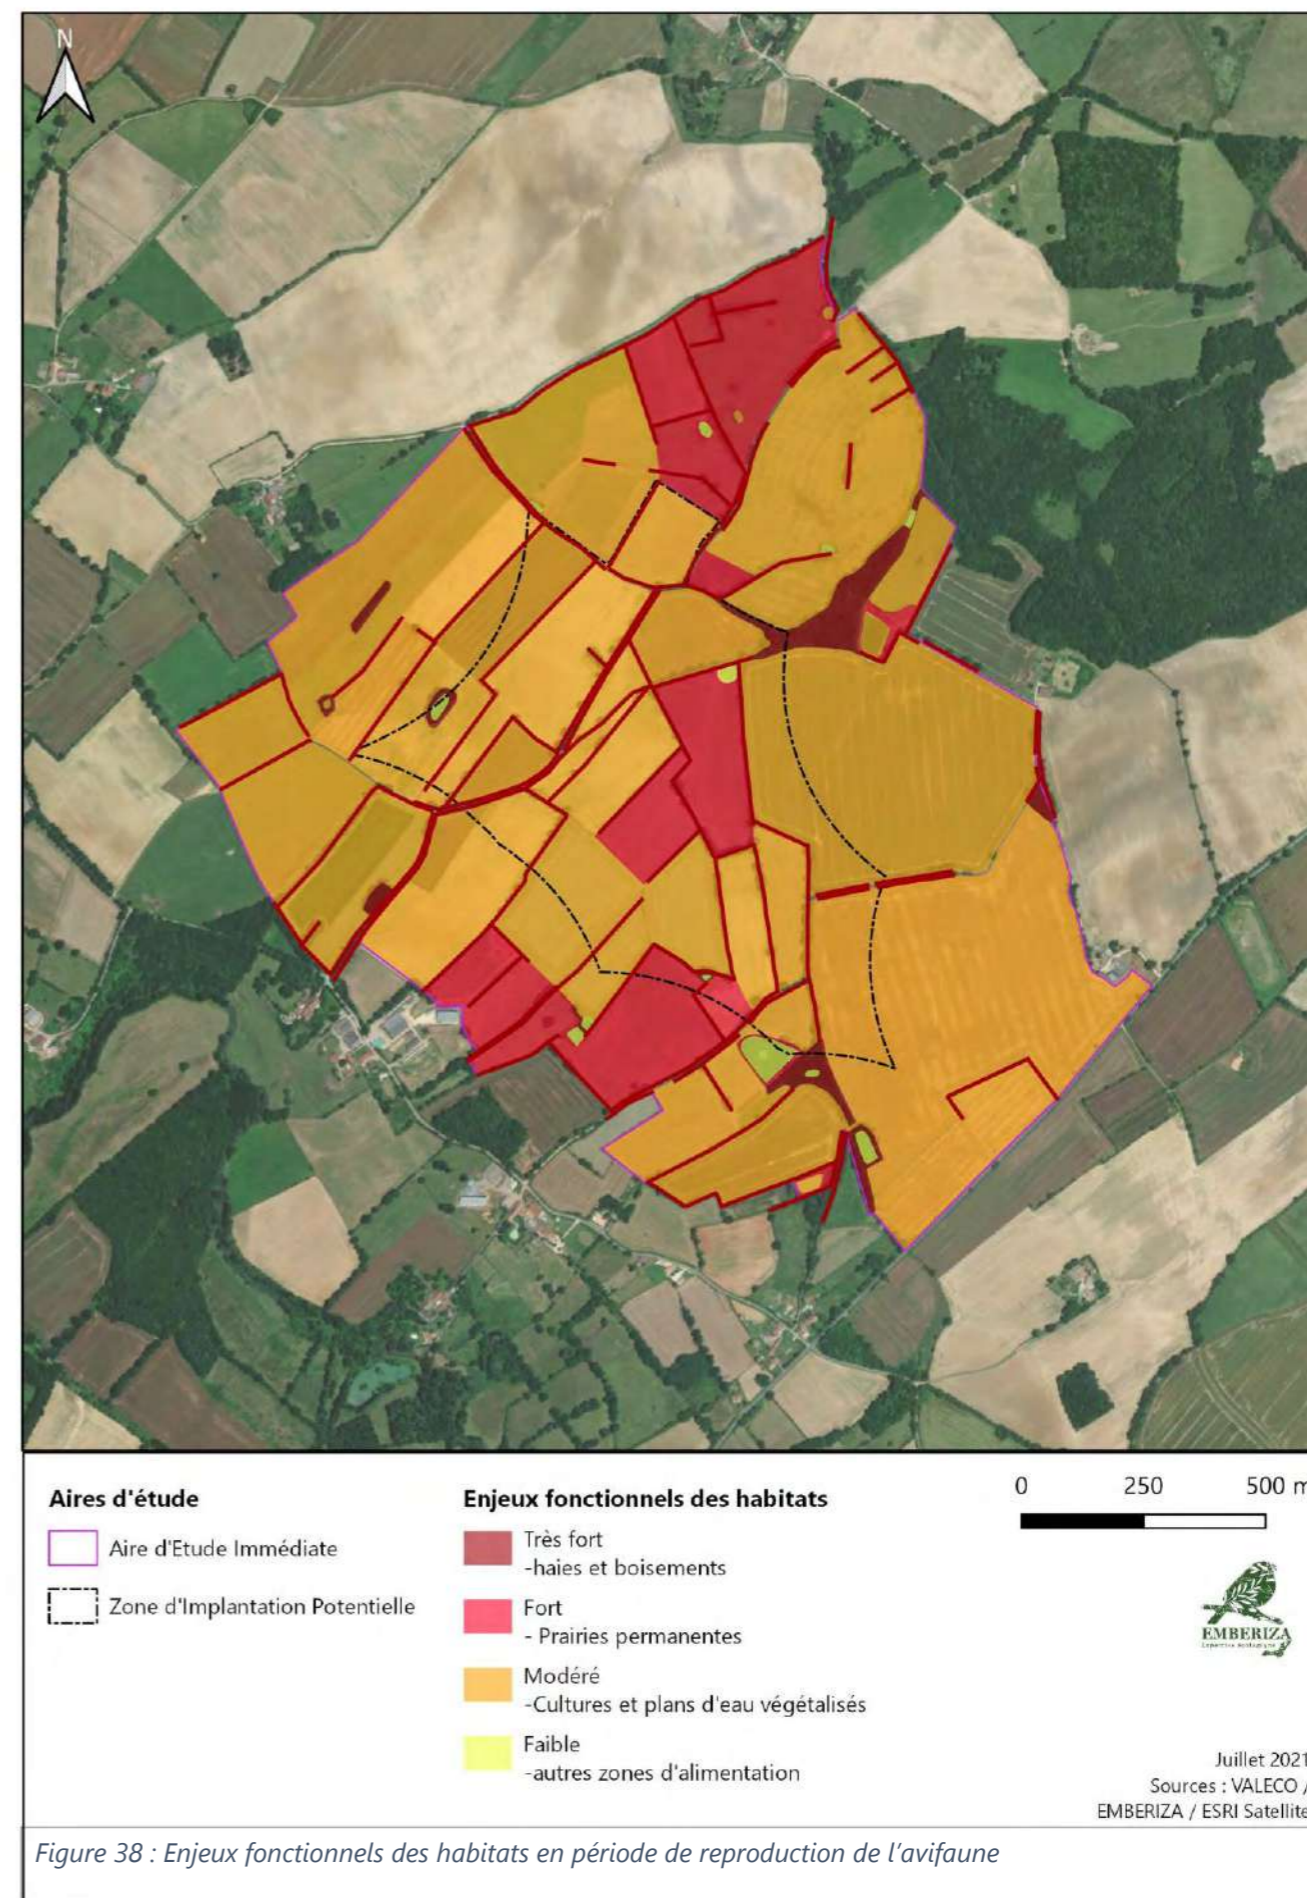 N
Aires d'étude
Aire d'Etude Immédiate
Zone d'Implantation Potentielle
Enjeux fonctionnels des habitats
Très fort
-haies et boisements
Fort
- Prairies permanentes
Modéré
-Cultures et plans d'eau végétalisés
Faible
-autres zones d'alimentation
0 250 500 m
EMBERIZA
Juillet 2021
Sources : VALECO /
EMBERIZA / ESRI Satellite
Figure 38 : Enjeux fonctionnels des habitats en période de reproduction de l'avifaune